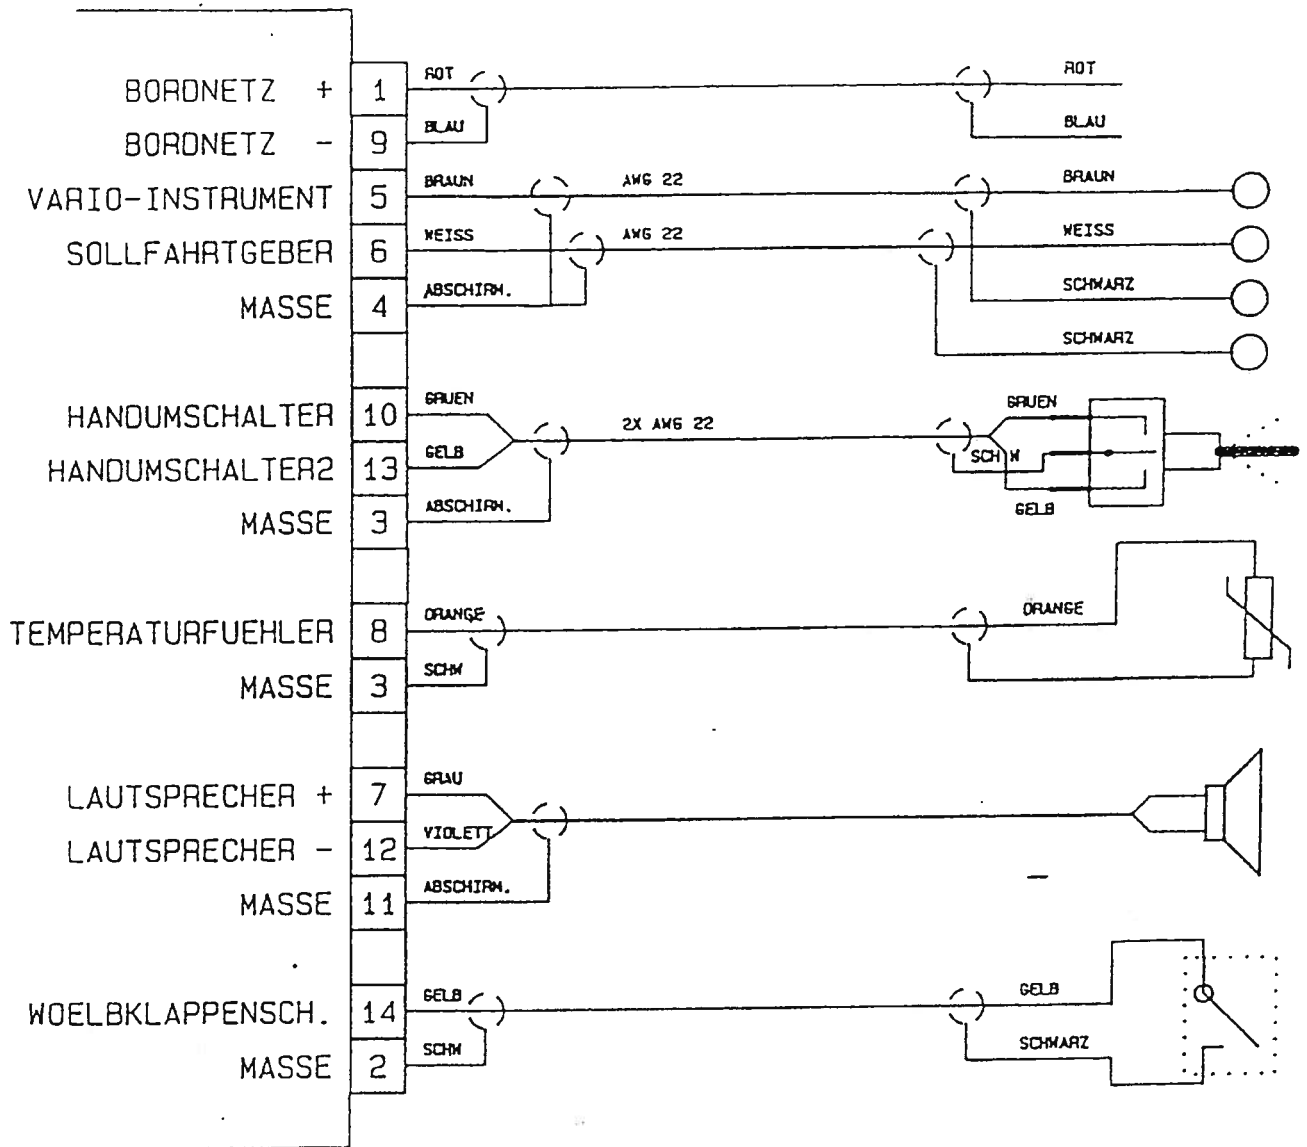 BORDNETZ + 1 ROT ROT
BORDNETZ - 9 BLAU BLAU
VARIO-INSTRUMENT 5 BRAUN AWG 22 BRAUN
SOLLFAHRTGEBER 6 WEISS AWG 22 WEISS
MASSE 4 ABSCHIRM. SCHWARZ
SCHWARZ
HANDUMSCHALTER 10 GRUEN 2X AWG 22 GRUEN
HANDUMSCHALTER2 13 GELB SCHW
MASSE 3 ABSCHIRM. GELB
TEMPERATURFUEHLER 8 ORANGE ORANGE
MASSE 3 SCHW
LAUTSPRECHER + 7 GRAU
LAUTSPRECHER - 12 VIOLETT
MASSE 11 ABSCHIRM.
WOELBKLAPPENSCH. 14 GELB GELB
MASSE 2 SCHW SCHWARZ